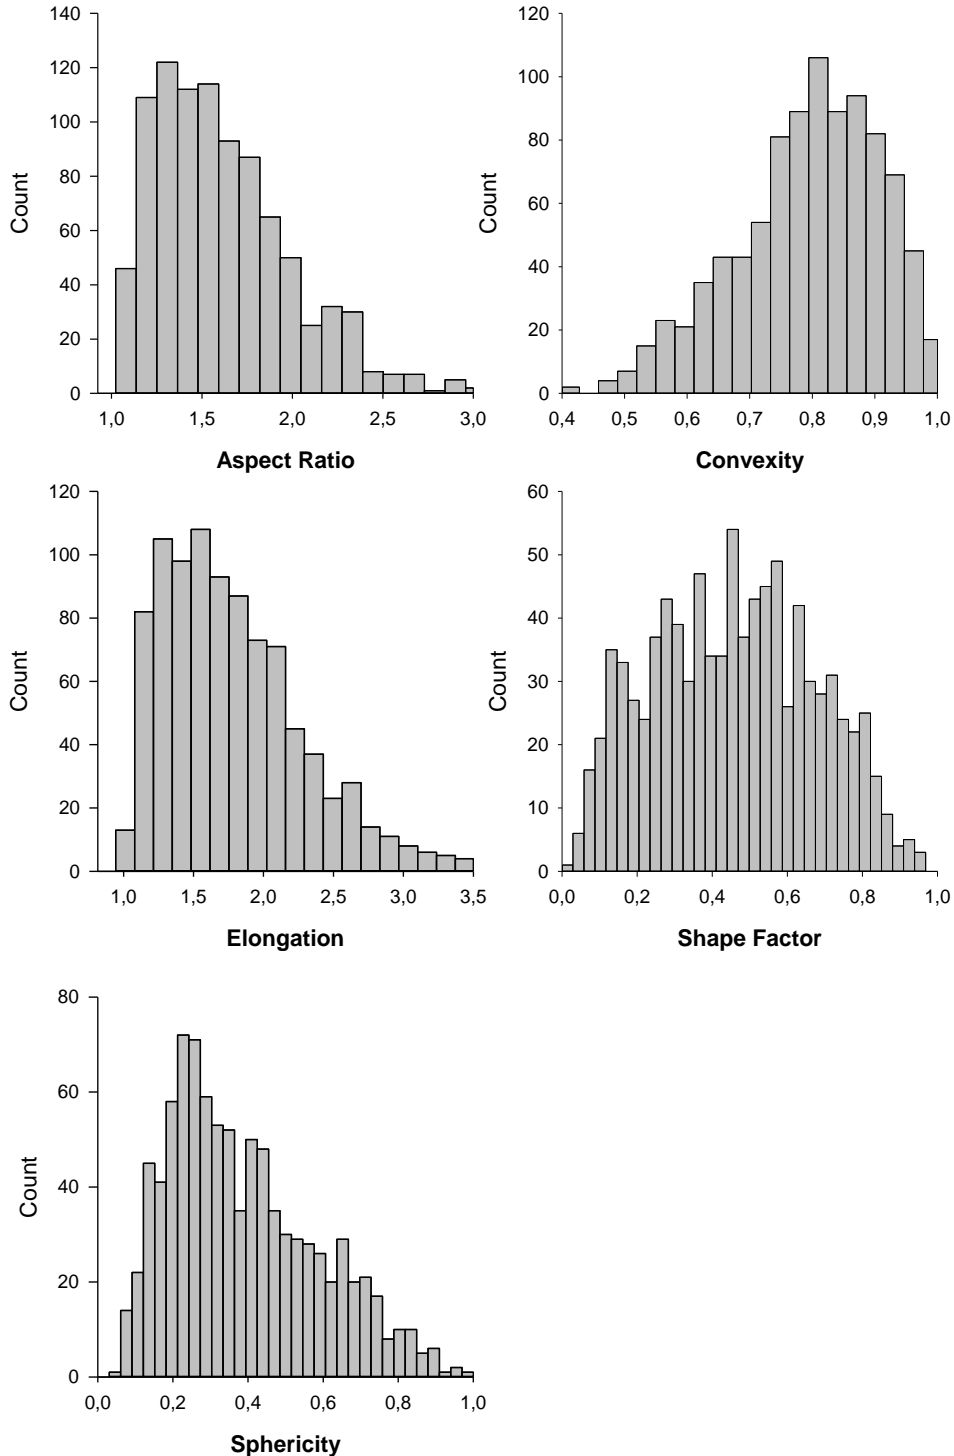 140
120
100
80
60
40
20
0
Count
1,0 1,5 2,0 2,5 3,0
Aspect Ratio
120
100
80
60
40
20
0
Count
0,4 0,5 0,6 0,7 0,8 0,9 1,0
Convexity
120
100
80
60
40
20
0
Count
1,0 1,5 2,0 2,5 3,0 3,5
Elongation
60
50
40
30
20
10
0
Count
0,0 0,2 0,4 0,6 0,8 1,0
Shape Factor
80
60
40
20
0
Count
0,0 0,2 0,4 0,6 0,8 1,0
Sphericity